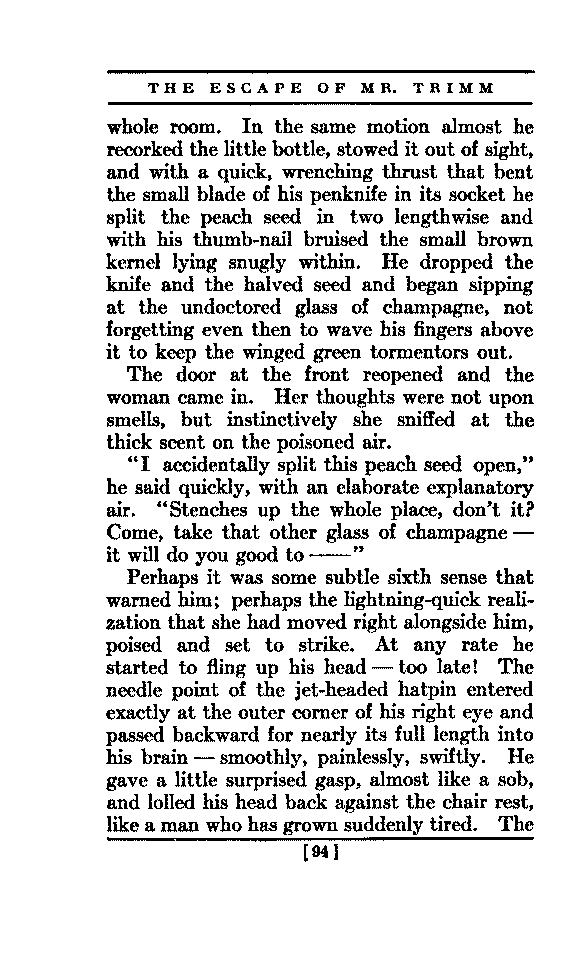 THE ESCAPE OF MR. TRIMM
whole room. In the same motion almost he
recorked the little bottle, stowed it out of sight,
and with a quick, wrenching thrust that bent
the small blade of his penknife in its socket he
split the peach seed in two lengthwise and
with his thumb-nail bruised the small brown
kernel lying snugly within. He dropped the
knife and the halved seed and began sipping
at the undoctored glass of champagne, not
forgetting even then to wave his fingers above
it to keep the winged green tormentors out.
The door at the front reopened and the
woman came in. Her thoughts were not upon
smells, but instinctively she sniffed at the
thick scent on the poisoned air.
“I accidentally split this peach seed open,”
he said quickly, with an elaborate explanatory
air. “Stenches up the whole place, don’t it?
Come, take that other glass of champagne —
it will do you good to ——”
Perhaps it was some subtle sixth sense that
warned him; perhaps the lightning-quick reali-
zation that she had moved right alongside him,
poised and set to strike. At any rate he
started to fling up his head — too late! The
needle point of the jet-headed hatpin entered
exactly at the outer corner of his right eye and
passed backward for nearly its full length into
his brain — smoothly, painlessly, swiftly. He
gave a little surprised gasp, almost like a sob,
and lolled his head back against the chair rest,
like a man who has grown suddenly tired. The
[94]